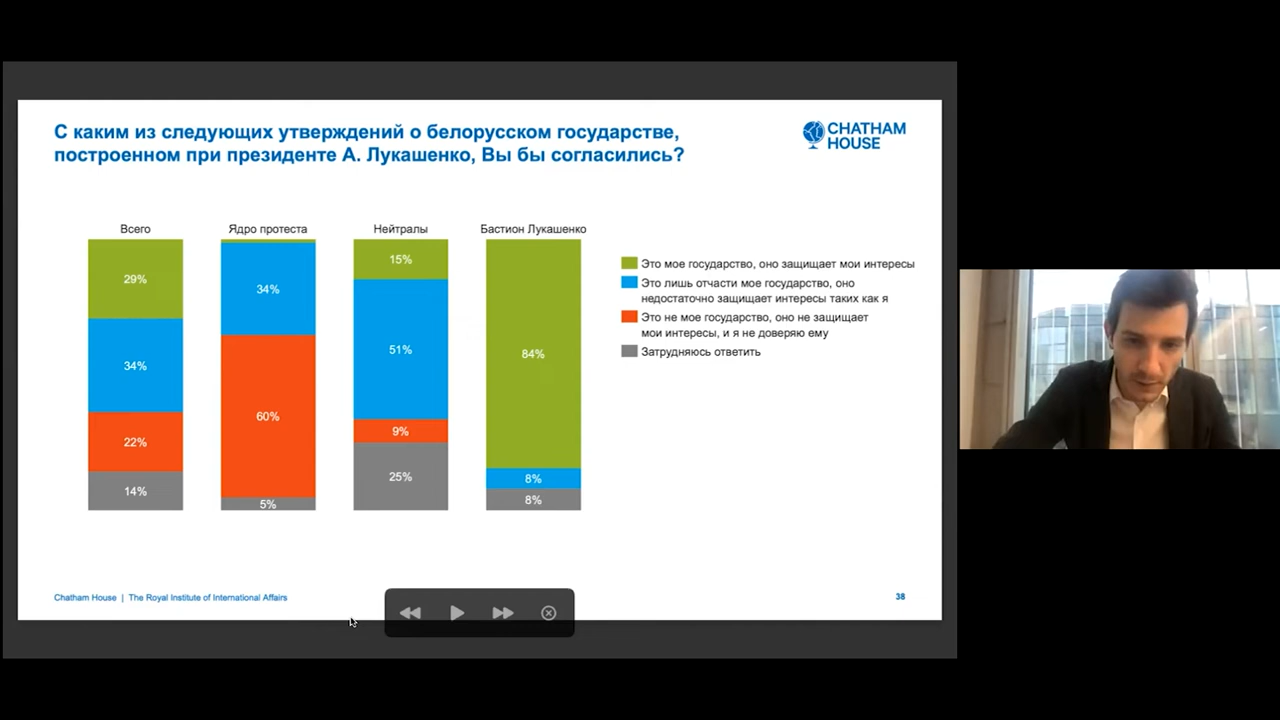 С каким из следующих утверждений о белорусском государстве,
построенном при президенте А. Лукашенко, Вы бы согласились?
CHATHAM
HOUSE
Всего
Ядро протеста
Нейтралы
Бастион Лукашенко
29%
34%
22%
14%
34%
60%
5%
15%
51%
9%
25%
84%
8%
8%
Это мое государство, оно защищает мои интересы
Это лишь отчасти мое государство, оно
недостаточно защищает интересы таких как я
Это не мое государство, оно не защищает
мои интересы, и я не доверяю ему
Затрудняюсь ответить
Chatham House | The Royal Institute of International Affairs
38